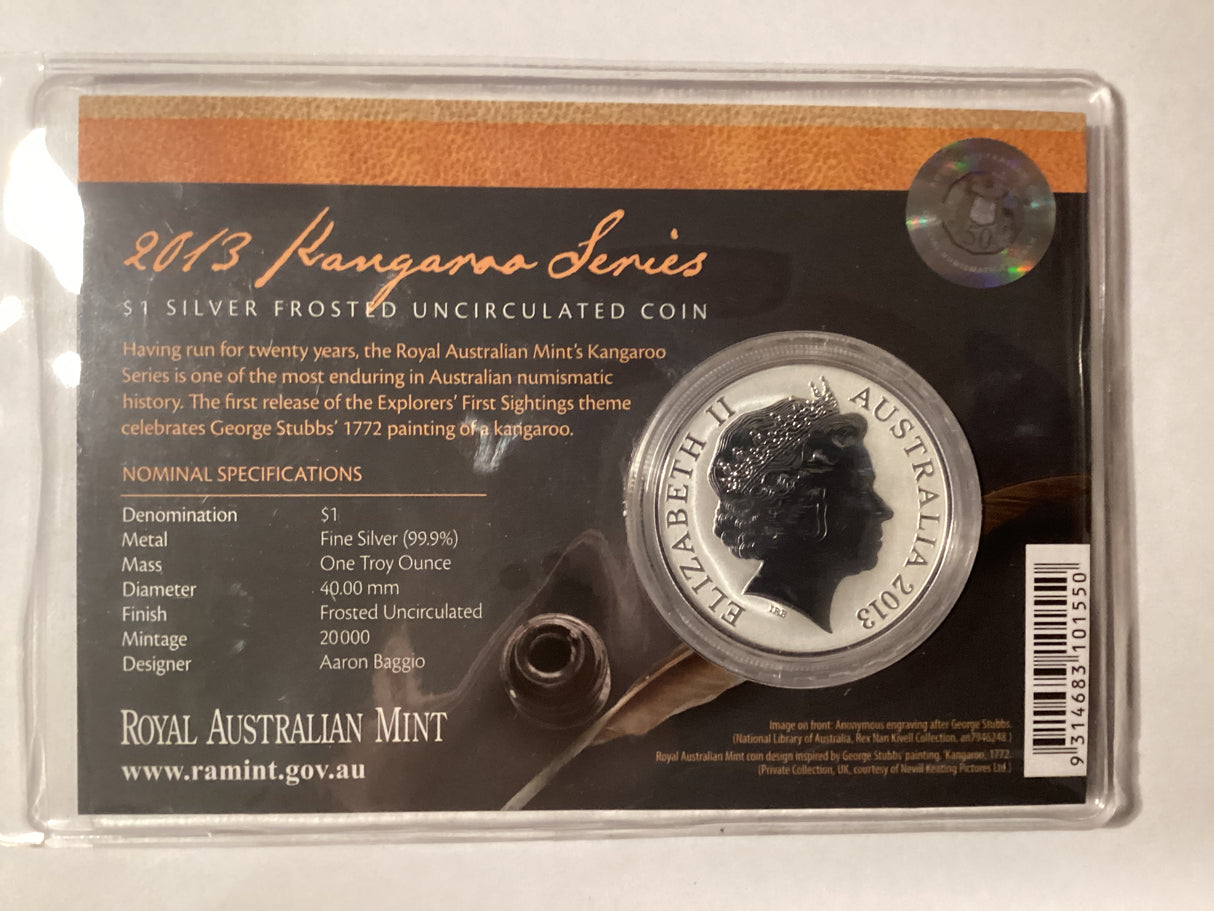 2013 Kangaroo Series
$1 SILVER FROSTED UNCIRCULATED COIN
Having run for twenty years, the Royal Australian Mint's Kangaroo
Series is one of the most enduring in Australian numismatic
history. The first release of the Explorers' First Sightings theme
celebrates George Stubbs' 1772 painting of a kangaroo.
NOMINAL SPECIFICATIONS
Denomination $1
Metal Fine Silver (99.9%)
Mass One Troy Ounce
Diameter 40.00 mm
Finish Frosted Uncirculated
Mintage 20000
Designer Aaron Baggio
ROYAL AUSTRALIAN MINT
www.ramint.gov.au
50
ELIZABETH II
AUSTRALIA 2013
IRB
Image on front: Anonymous engraving after George Stubbs.
(National Library of Australia, Rex Nan Kivell Collection, an7946248.)
Royal Australian Mint coin design inspired by George Stubbs' painting, 'Kangaroo, 1772.
(Private Collection, UK, courtesy of Nevill Keating Pictures Ltd.)
9 314683 101550